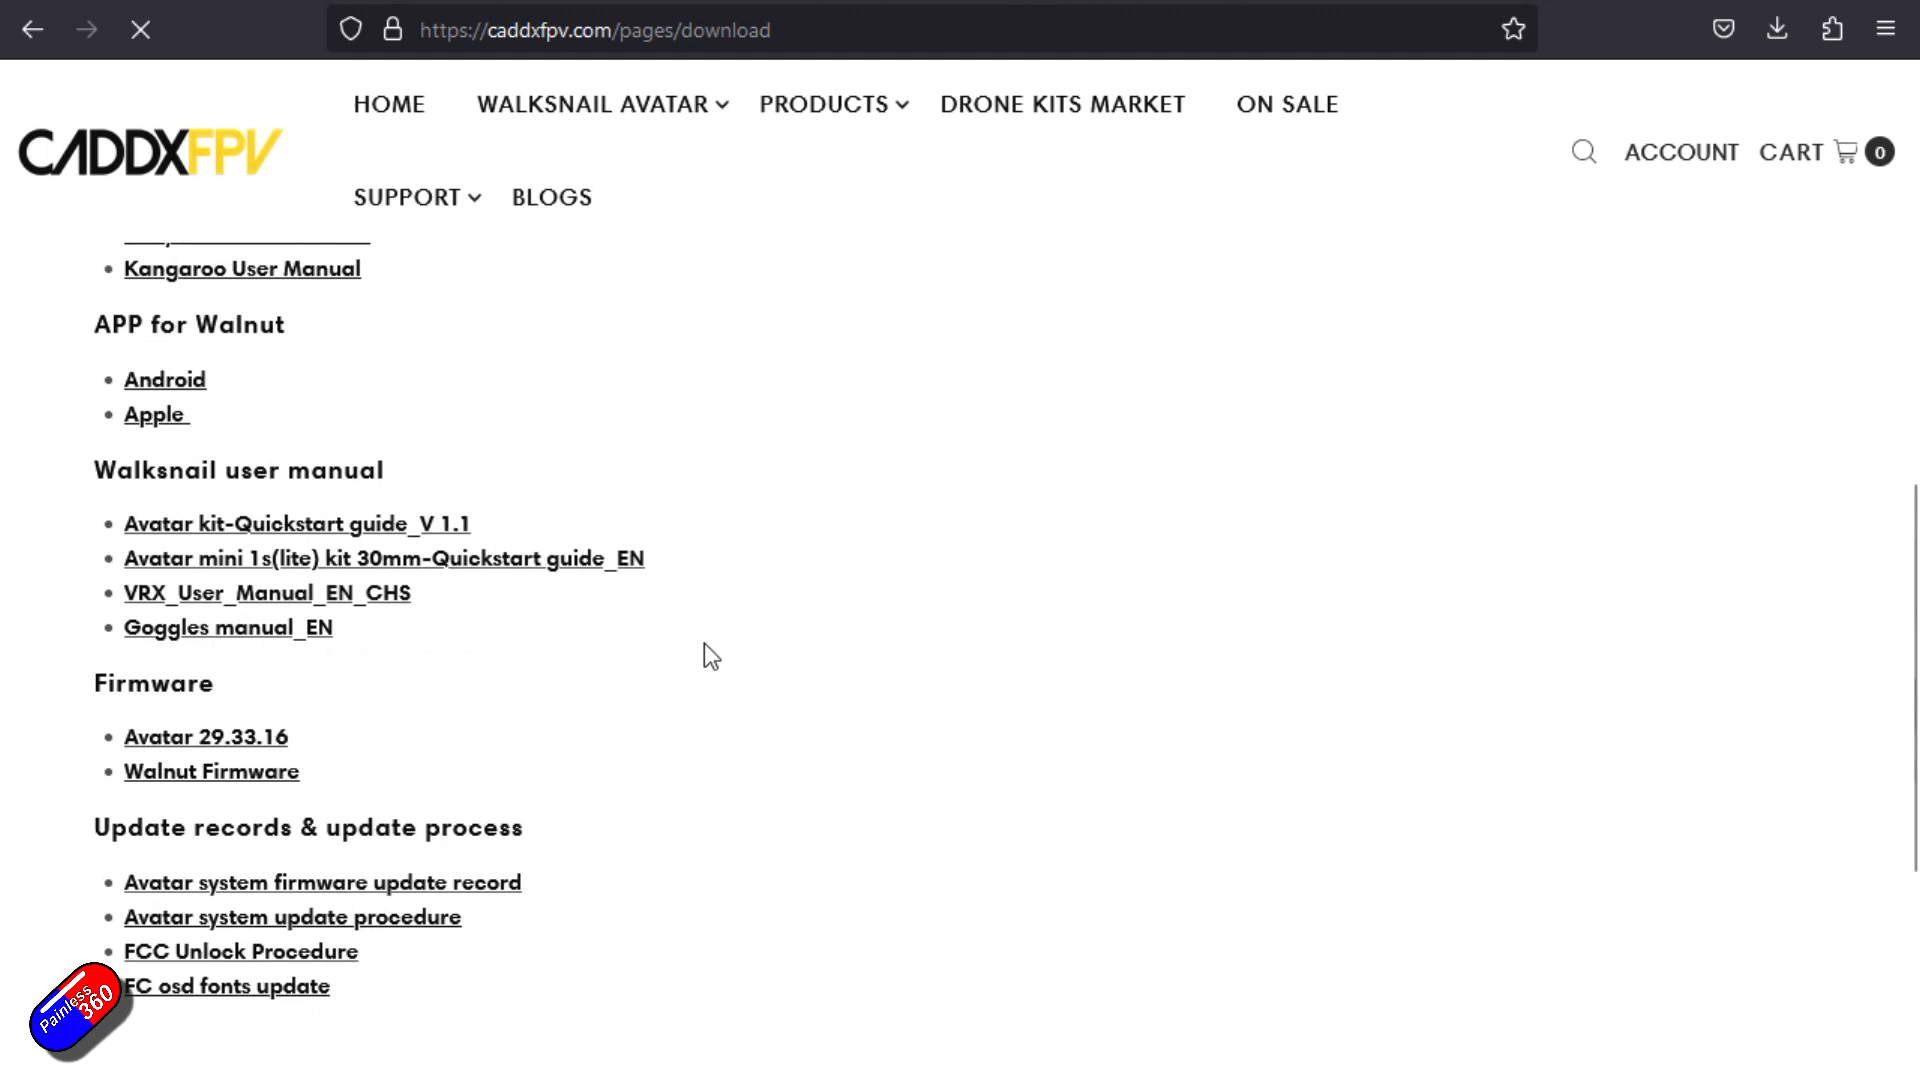 https://caddxfpv.com/pages/download
HOME WALKSNAIL AVATAR PRODUCTS DRONE KITS MARKET ON SALE
CADDXFPV
ACCOUNT CART 0
SUPPORT BLOGS
Kangaroo User Manual
APP for Walnut
Android
Apple
Walksnail user manual
Avatar kit-Quickstart guide_V 1.1
Avatar mini 1s(lite) kit 30mm-Quickstart guide_EN
VRX_User_Manual_EN_CHS
Goggles manual_EN
Firmware
Avatar 29.33.16
Walnut Firmware
Update records & update process
Avatar system firmware update record
Avatar system update procedure
FCC Unlock Procedure
FC osd fonts update
Painless
360